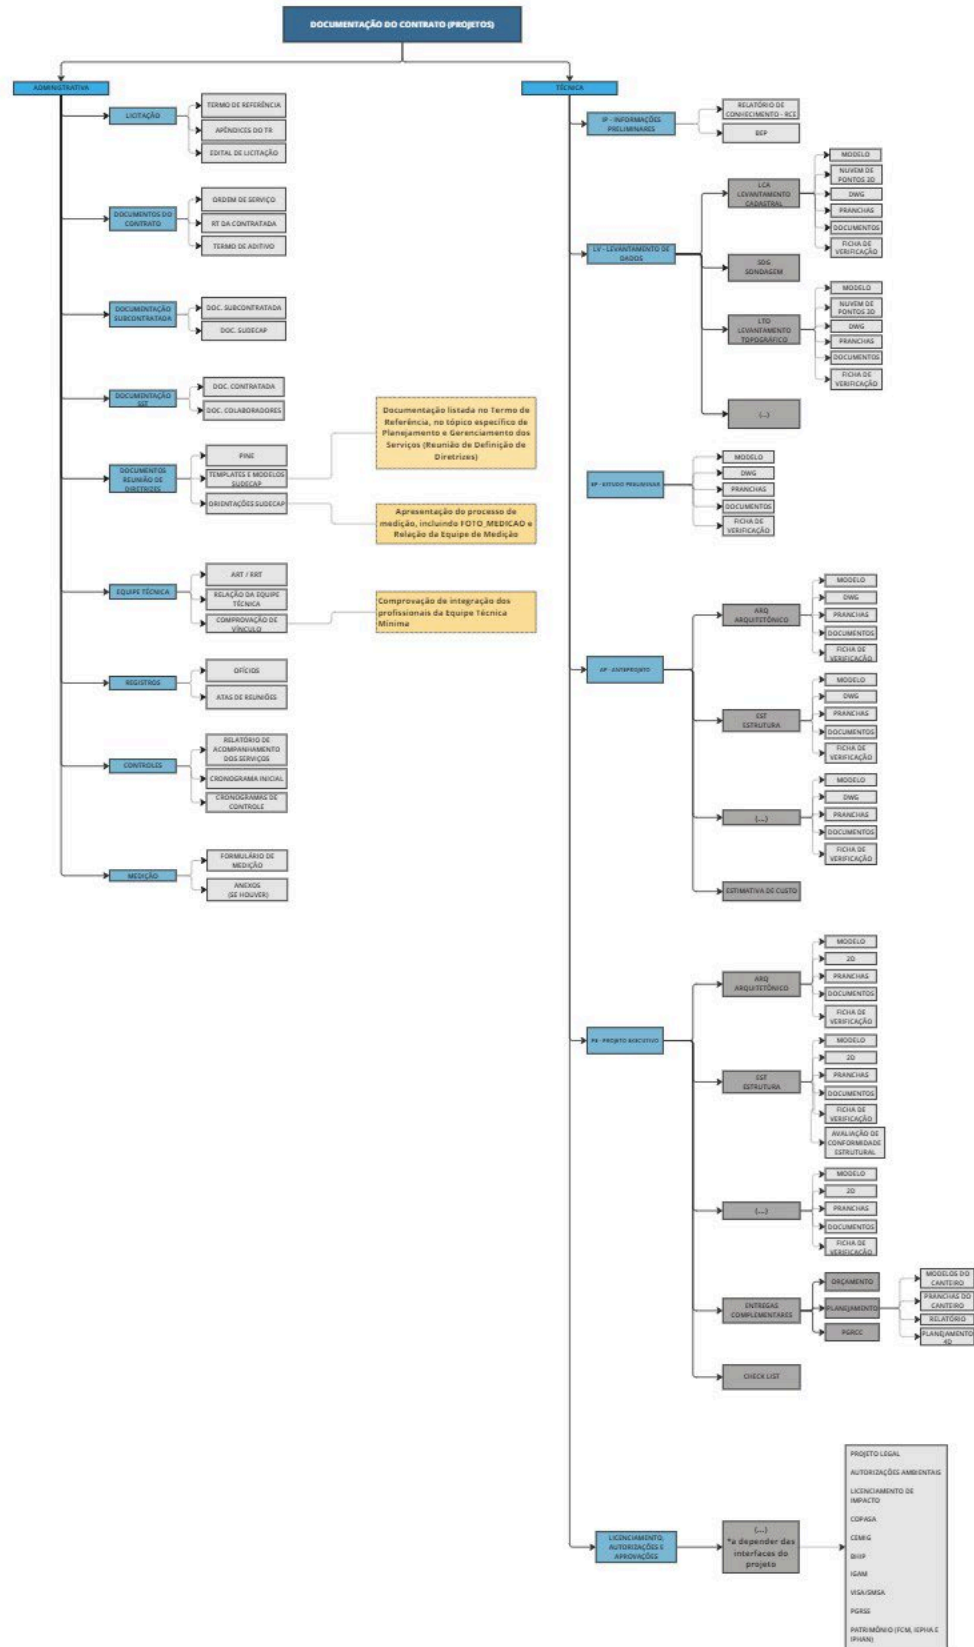 DOCUMENTAÇÃO DO CONTRATO (PROJETOS)
ADMINISTRATIVA
LICITAÇÃO
TERMO DE REFERÊNCIA
APÊNDICES DO TR
EDITAL DE LICITAÇÃO
DOCUMENTOS DO
CONTRATO
ORDEM DE SERVIÇO
RT DA CONTRATADA
TERMO DE ADITIVO
DOCUMENTAÇÃO
SUBCONTRATADA
DOC. SUBCONTRATADA
DOC. SUDECAP
DOCUMENTAÇÃO
SST
DOC. CONTRATADA
DOC. COLABORADORES
DOCUMENTOS
REUNIÃO DE
DIRETRIZES
PINE
TEMPLATES E MODELOS
SUDECAP
ORIENTAÇÕES SUDECAP
Documentação listada no Termo de
Referência, no tópico específico de
Planejamento e Gerenciamento dos
Serviços (Reunião de Definição de
Diretrizes)
Apresentação do processo de
medição, incluindo FOTO_MEDICAO e
Relação da Equipe de Medição
EQUIPE TÉCNICA
ART / RRT
RELAÇÃO DA EQUIPE
TÉCNICA
COMPROVAÇÃO DE
VÍNCULO
Comprovação de integração dos
profissionais da Equipe Técnica
Mínima
REGISTROS
OFÍCIOS
ATAS DE REUNIÕES
CONTROLES
RELATÓRIO DE
ACOMPANHAMENTO
DOS SERVIÇOS
CRONOGRAMA INICIAL
CRONOGRAMAS DE
CONTROLE
MEDIÇÃO
FORMULÁRIO DE
MEDIÇÃO
ANEXOS
(SE HOUVER)
TÉCNICA
IP - INFORMAÇÕES
PRELIMINARES
RELATÓRIO DE
CONHECIMENTO - RCE
BEP
LV - LEVANTAMENTO DE
DADOS
LCA
LEVANTAMENTO
CADASTRAL
MODELO
NUVEM DE
PONTOS 3D
DWG
PRANCHAS
DOCUMENTOS
FICHA DE
VERIFICAÇÃO
SDG
SONDAGEM
LTO
LEVANTAMENTO
TOPOGRÁFICO
MODELO
NUVEM DE
PONTOS 3D
DWG
PRANCHAS
DOCUMENTOS
FICHA DE
VERIFICAÇÃO
(...)
EP - ESTUDO PRELIMINAR
MODELO
DWG
PRANCHAS
DOCUMENTOS
FICHA DE
VERIFICAÇÃO
AP - ANTEPROJETO
ARQ
ARQUITETÔNICO
MODELO
DWG
PRANCHAS
DOCUMENTOS
FICHA DE
VERIFICAÇÃO
EST
ESTRUTURA
MODELO
DWG
PRANCHAS
DOCUMENTOS
FICHA DE
VERIFICAÇÃO
(...)
MODELO
DWG
PRANCHAS
DOCUMENTOS
FICHA DE
VERIFICAÇÃO
ESTIMATIVA DE CUSTO
PE - PROJETO EXECUTIVO
ARQ
ARQUITETÔNICO
MODELO
2D
PRANCHAS
DOCUMENTOS
FICHA DE
VERIFICAÇÃO
EST
ESTRUTURA
MODELO
2D
PRANCHAS
DOCUMENTOS
FICHA DE
VERIFICAÇÃO
AVALIAÇÃO DE
CONFORMIDADE
ESTRUTURAL
(...)
MODELO
2D
PRANCHAS
DOCUMENTOS
FICHA DE
VERIFICAÇÃO
ENTREGAS
COMPLEMENTARES
ORÇAMENTO
PLANEJAMENTO
PGRCC
MODELOS DO
CANTEIRO
PRANCHAS DO
CANTEIRO
RELATÓRIO
PLANEJAMENTO
4D
CHECK LIST
LICENCIAMENTO,
AUTORIZAÇÕES E
APROVAÇÕES
(...)
*a depender das
interfaces do
projeto
PROJETO LEGAL
AUTORIZAÇÕES AMBIENTAIS
LICENCIAMENTO DE
IMPACTO
COPASA
CEMIG
BHIP
IGAM
VISA/SMSA
PGRSS
PATRIMÔNIO (FCM, IEPHA E
IPHAN)